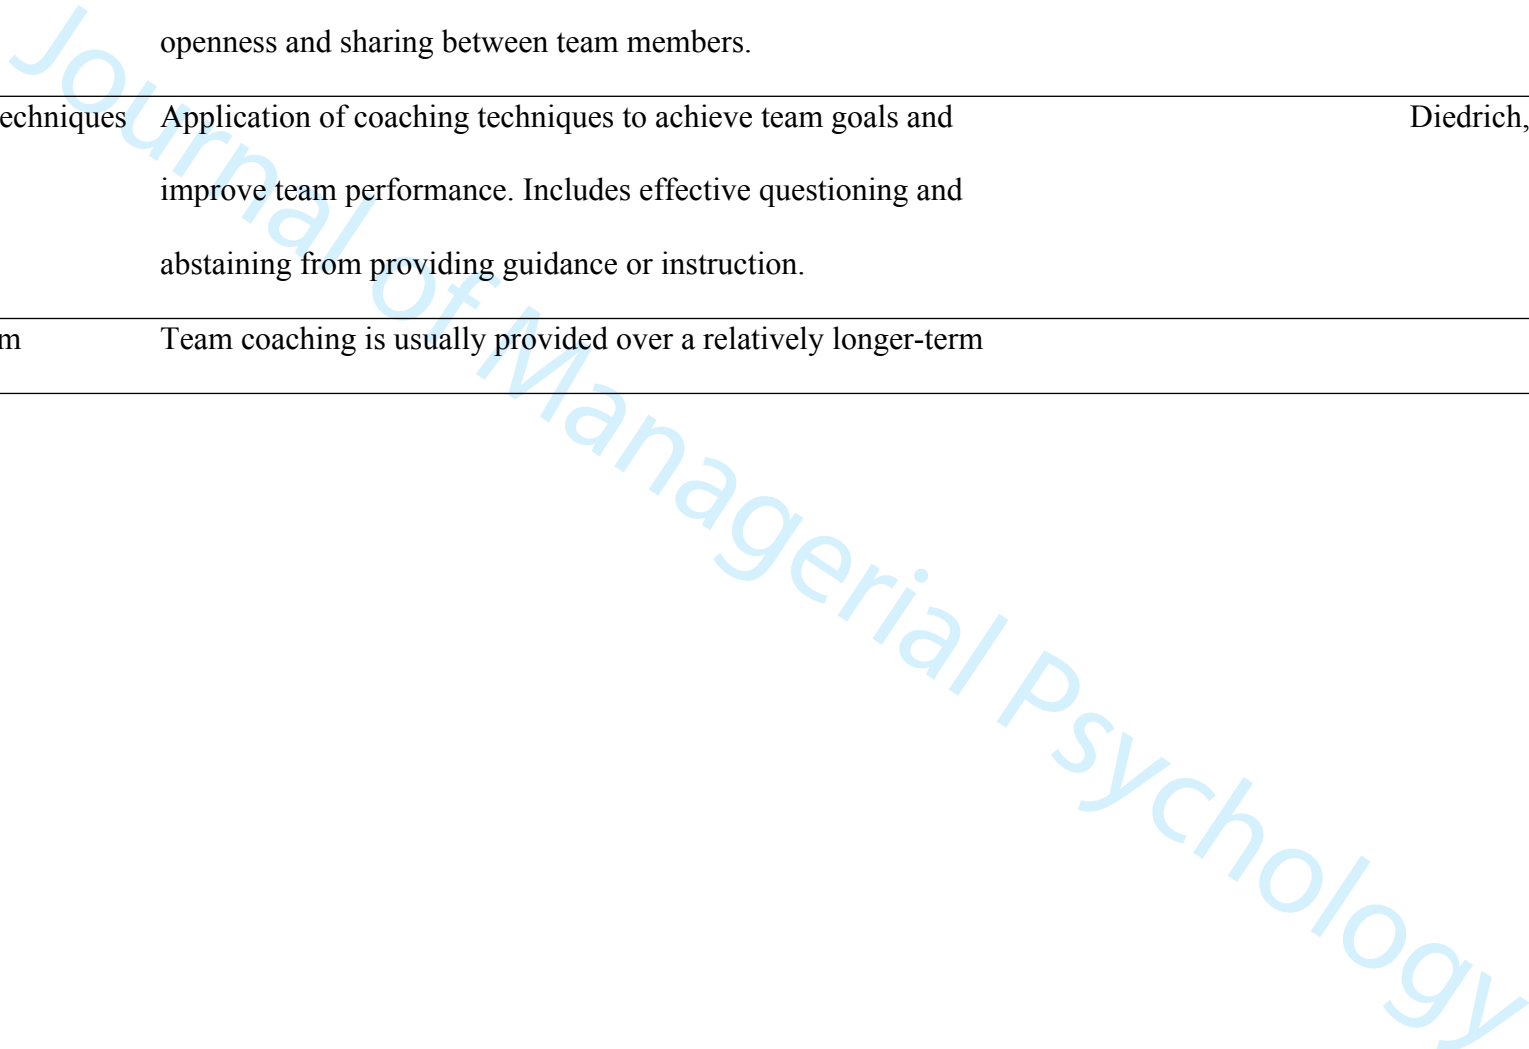 openness and sharing between team members.
echniques Application of coaching techniques to achieve team goals and Diedrich,
improve team performance. Includes effective questioning and
abstaining from providing guidance or instruction.
m Team coaching is usually provided over a relatively longer-term
Journal of Managerial Psychology